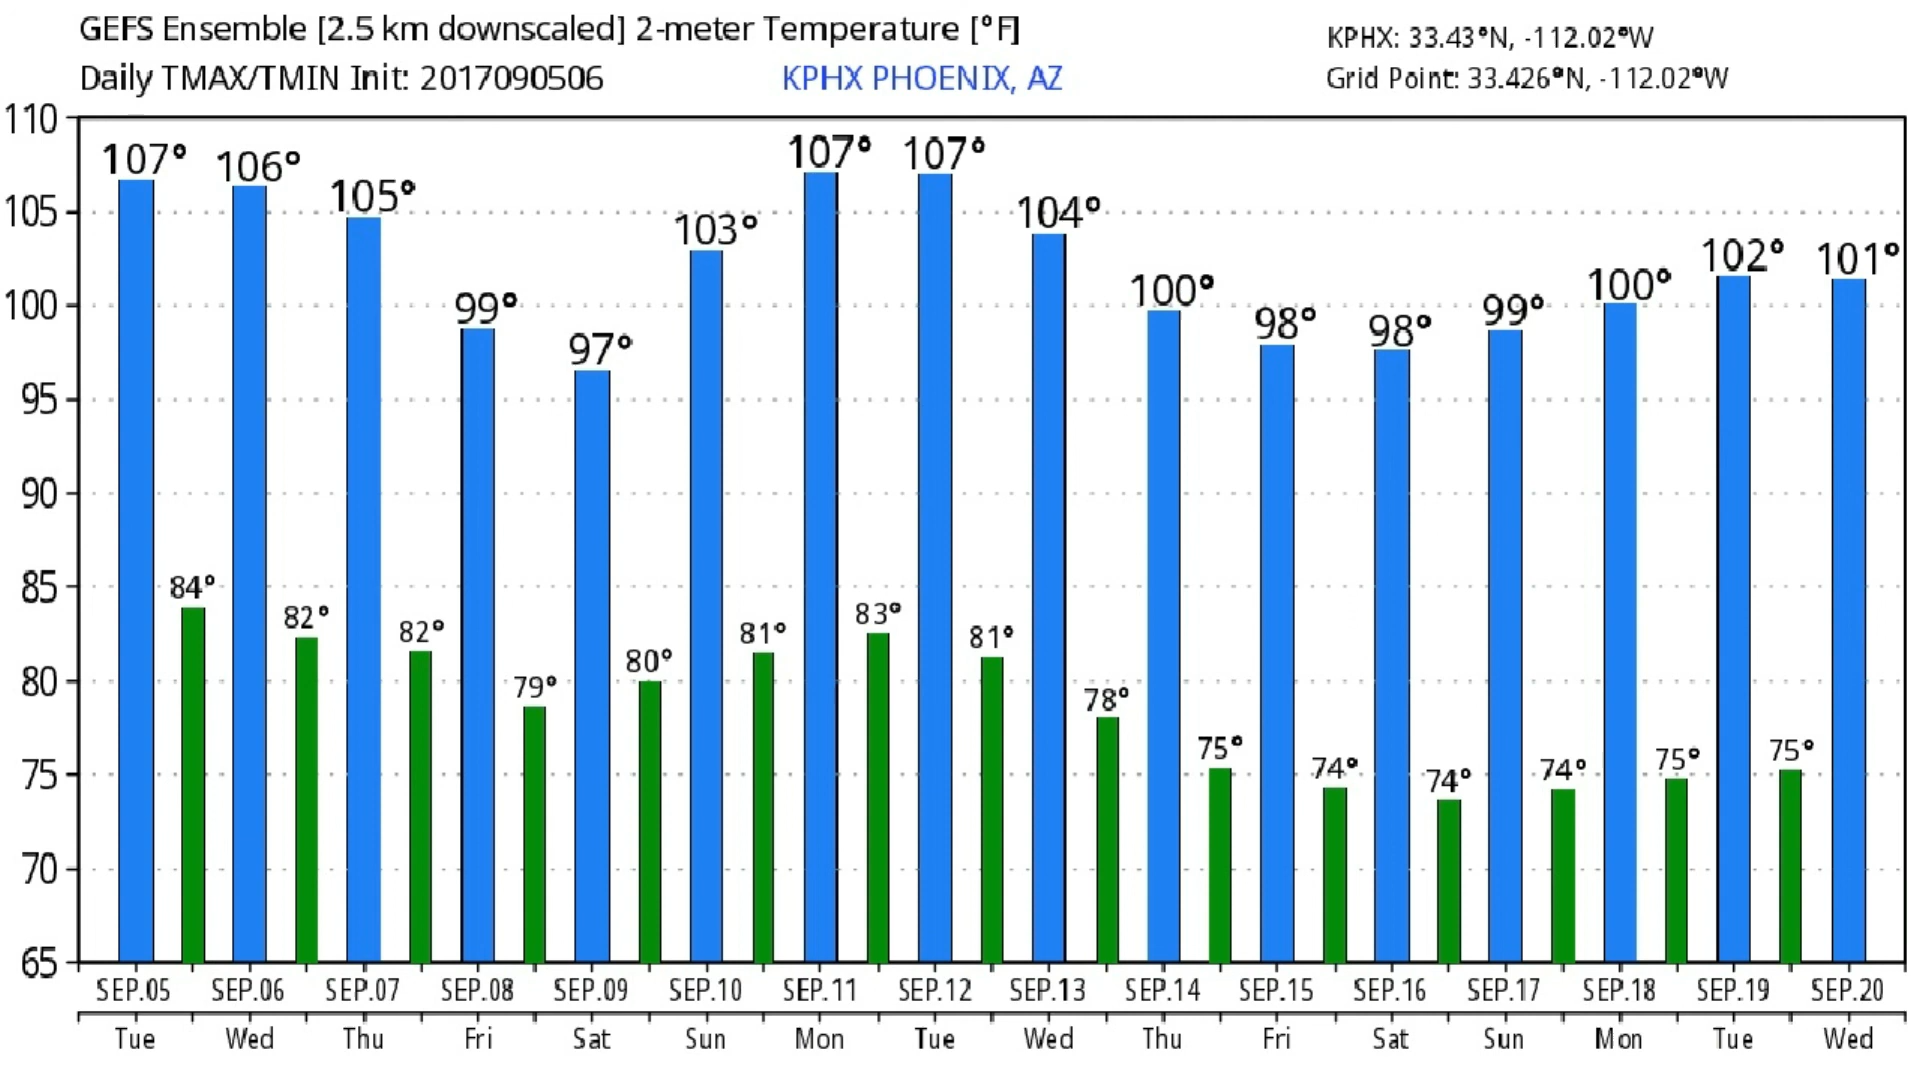 GEFS Ensemble [2.5 km downscaled] 2-meter Temperature [°F]
Daily TMAX/TMIN Init: 2017090506
KPHX PHOENIX, AZ
KPHX: 33.43°N, -112.02°W
Grid Point: 33.426°N, -112.02°W
110
105
100
95
90
85
80
75
70
65
107° 106° 105° 99° 97° 103° 107° 107° 104° 100° 98° 98° 99° 100° 102° 101°
84° 82° 82° 79° 80° 81° 83° 81° 78° 75° 74° 74° 74° 75° 75°
SEP.05 SEP.06 SEP.07 SEP.08 SEP.09 SEP.10 SEP.11 SEP.12 SEP.13 SEP.14 SEP.15 SEP.16 SEP.17 SEP.18 SEP.19 SEP.20
Tue Wed Thu Fri Sat Sun Mon Tue Wed Thu Fri Sat Sun Mon Tue Wed